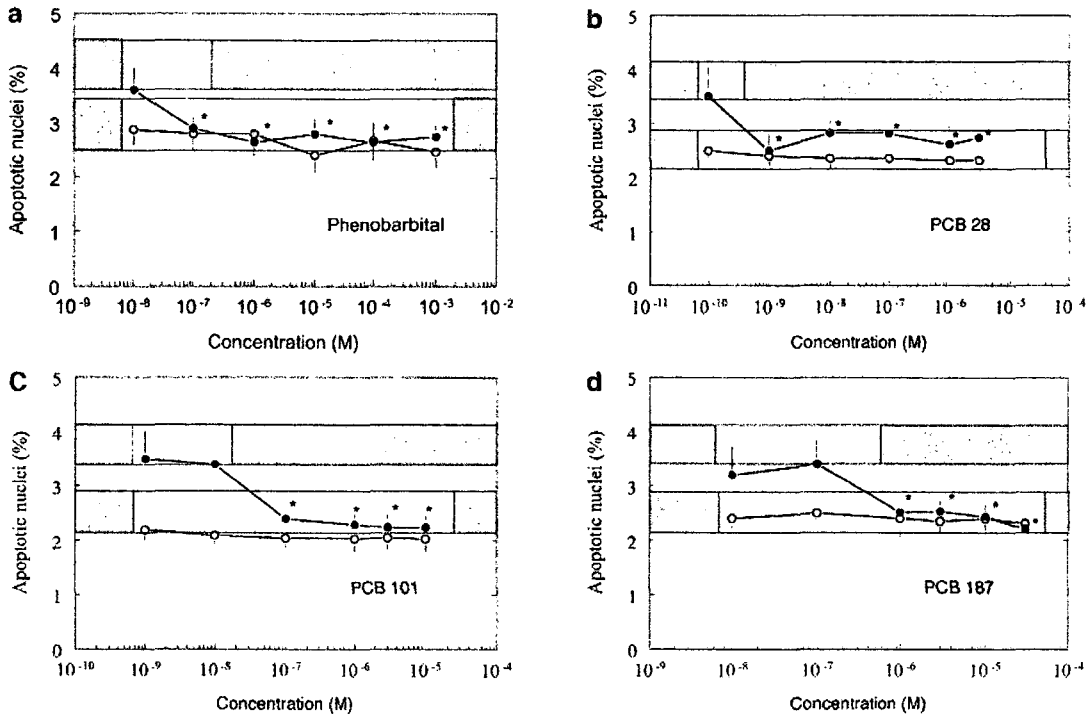 a
5
4
3
2
1
0
Apoptotic nuclei (%)
* * * * *
Phenobarbital
10-9 10-8 10-7 10-6 10-5 10-4 10-3 10-2
Concentration (M)
b
5
4
3
2
1
0
Apoptotic nuclei (%)
* * * * *
PCB 28
10-11 10-10 10-9 10-8 10-7 10-6 10-5 10-4
Concentration (M)
C
5
4
3
2
1
0
Apoptotic nuclei (%)
* * * *
PCB 101
10-10 10-9 10-8 10-7 10-6 10-5 10-4
Concentration (M)
d
5
4
3
2
1
0
Apoptotic nuclei (%)
* * * *
PCB 187
10-9 10-8 10-7 10-6 10-5 10-4
Concentration (M)